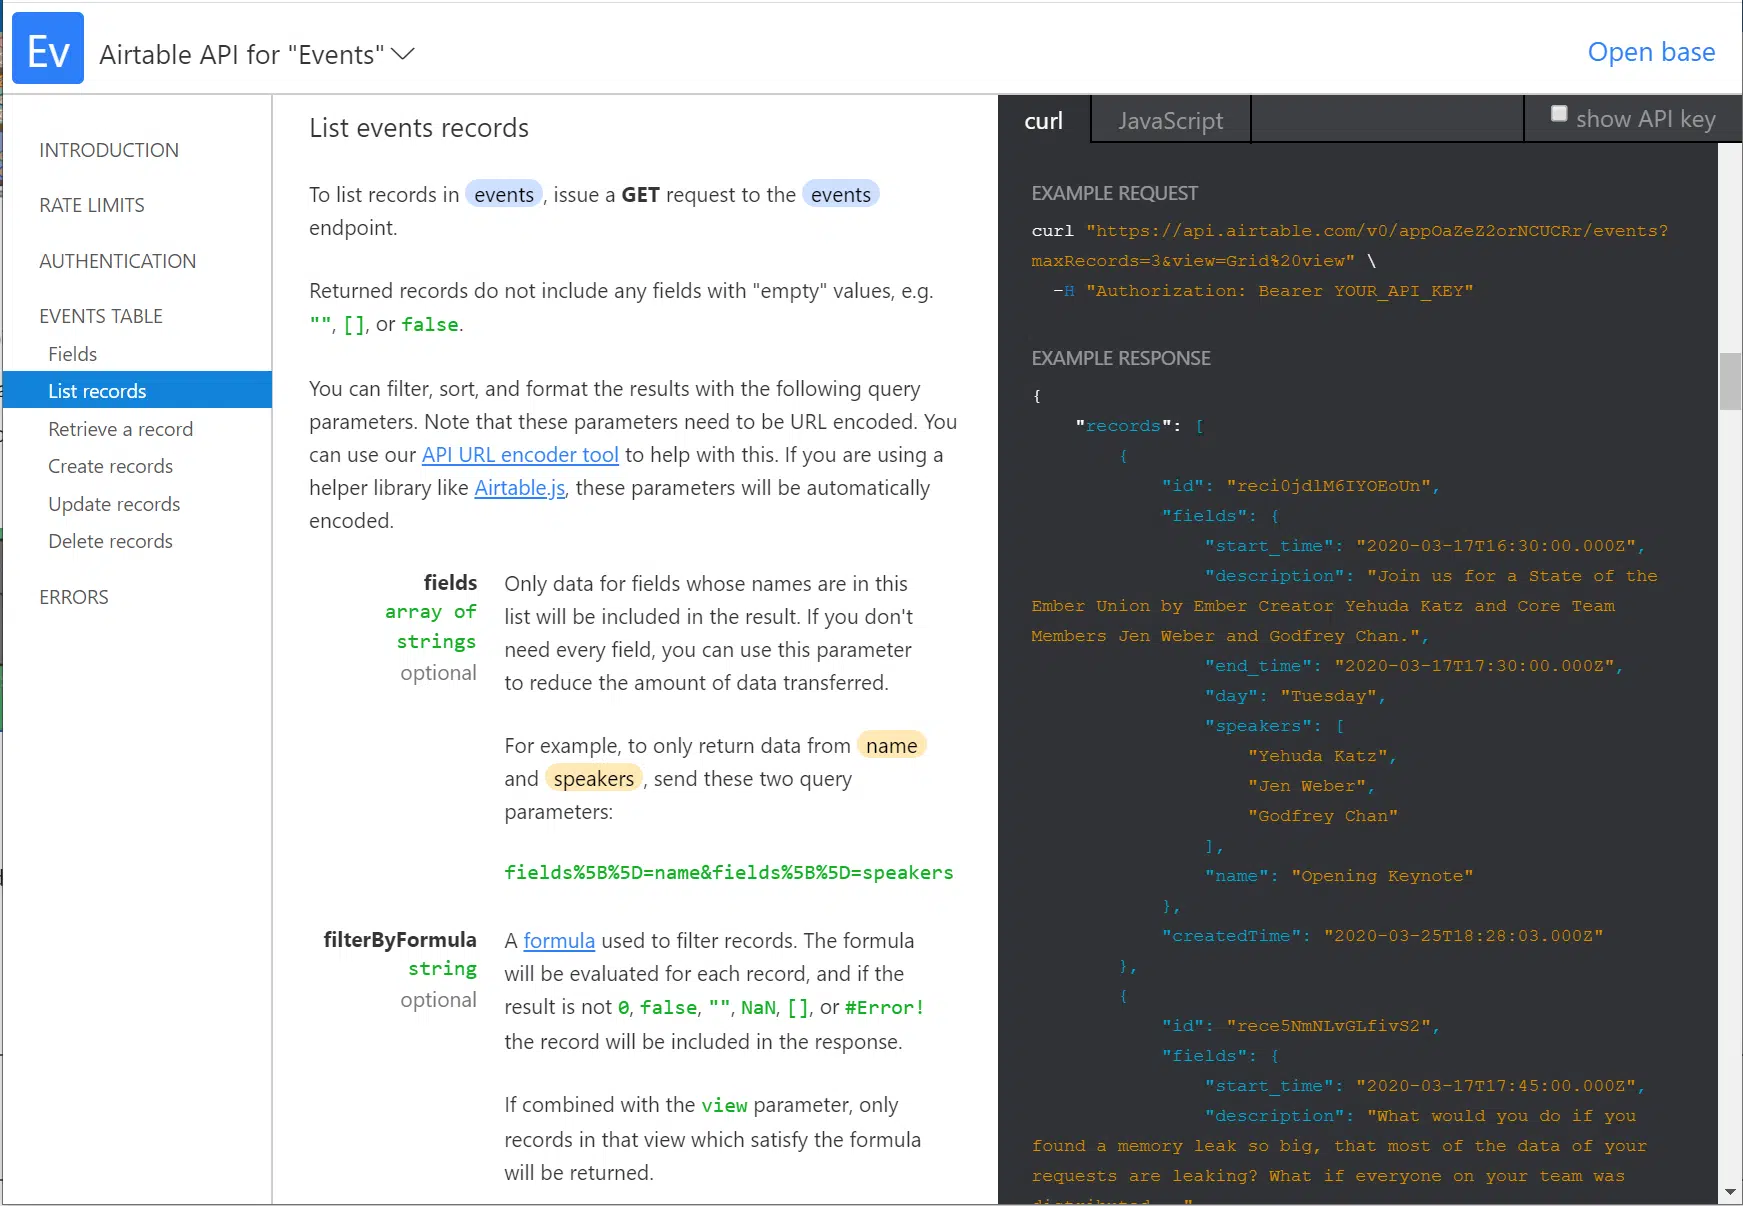 Ev
Airtable API for "Events"
Open base
INTRODUCTION
RATE LIMITS
AUTHENTICATION
EVENTS TABLE
Fields
List records
Retrieve a record
Create records
Update records
Delete records
ERRORS
List events records
To list records in events, issue a GET request to the events
endpoint.
Returned records do not include any fields with "empty" values, e.g.
"", [], or false.
You can filter, sort, and format the results with the following query
parameters. Note that these parameters need to be URL encoded. You
can use our API URL encoder tool to help with this. If you are using a
helper library like Airtable.js, these parameters will be automatically
encoded.
fields
array of
strings
optional
Only data for fields whose names are in this
list will be included in the result. If you don't
need every field, you can use this parameter
to reduce the amount of data transferred.
For example, to only return data from name
and speakers, send these two query
parameters:
fields%5B%5D=name&fields%5B%5D=speakers
filterByFormula
string
optional
A formula used to filter records. The formula
will be evaluated for each record, and if the
result is not 0, false, "", NaN, [], or #Error!
the record will be included in the response.
If combined with the view parameter, only
records in that view which satisfy the formula
will be returned.
curl
JavaScript
show API key
EXAMPLE REQUEST
curl "https://api.airtable.com/v0/appOaZeZ2orNCUCRr/events?
maxRecords=3&view=Grid%20view" \
-H "Authorization: Bearer YOUR_API_KEY"
EXAMPLE RESPONSE
{
"records": [
{
"id": "reci0jdlM6IYOEoUn",
"fields": {
"start_time": "2020-03-17T16:30:00.000Z",
"description": "Join us for a State of the
Ember Union by Ember Creator Yehuda Katz and Core Team
Members Jen Weber and Godfrey Chan.",
"end_time": "2020-03-17T17:30:00.000Z",
"day": "Tuesday",
"speakers": [
"Yehuda Katz",
"Jen Weber",
"Godfrey Chan"
],
"name": "Opening Keynote"
},
"createdTime": "2020-03-25T18:28:03.000Z"
},
{
"id": "rece5NmNLvGLfivS2",
"fields": {
"start_time": "2020-03-17T17:45:00.000Z",
"description": "What would you do if you
found a memory leak so big, that most of the data of your
requests are leaking? What if everyone on your team was